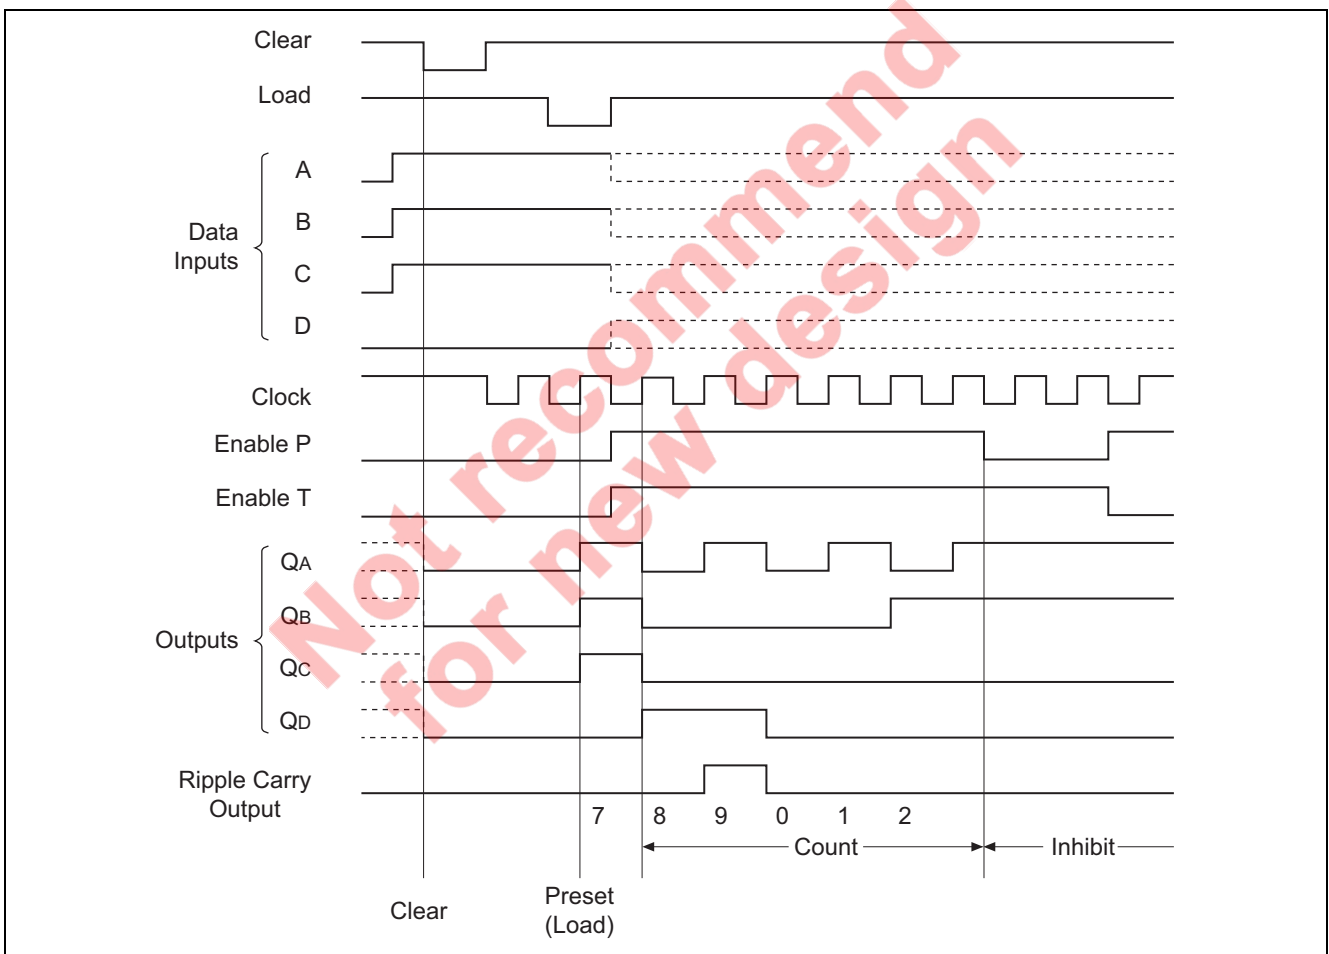 Clear
Load
A
B
Data
Inputs
C
D
Clock
Enable P
Enable T
QA
QB
Outputs
QC
QD
Ripple Carry
Output
7 8 9 0 1 2
Count
Inhibit
Clear
Preset
(Load)
Not recommend
for new design